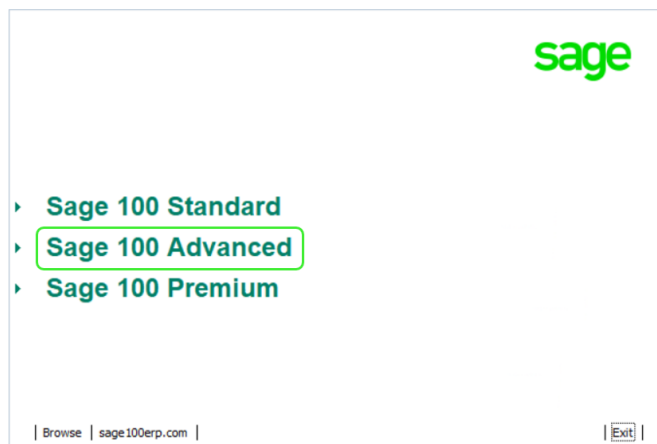 sage
Sage 100 Standard
Sage 100 Advanced
Sage 100 Premium
Browse | sage100erp.com | | Exit |